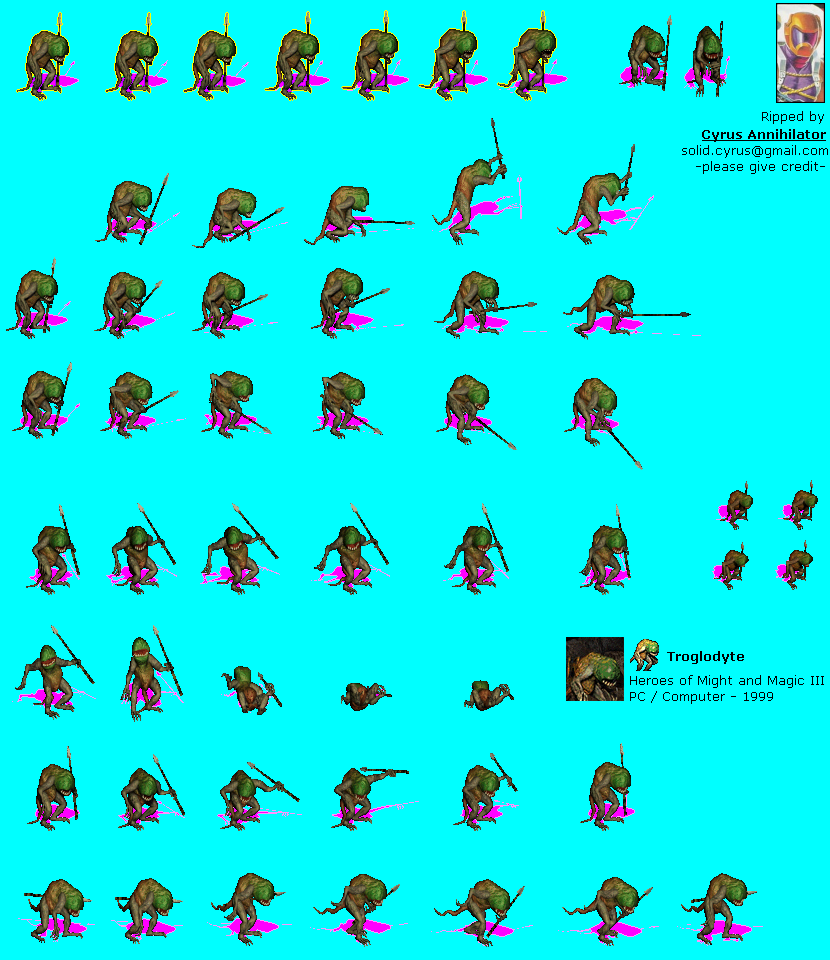 Ripped by
Cyrus Annihilator
solid.cyrus@gmail.com
-please give credit-
Troglodyte
Heroes of Might and Magic III
PC / Computer - 1999